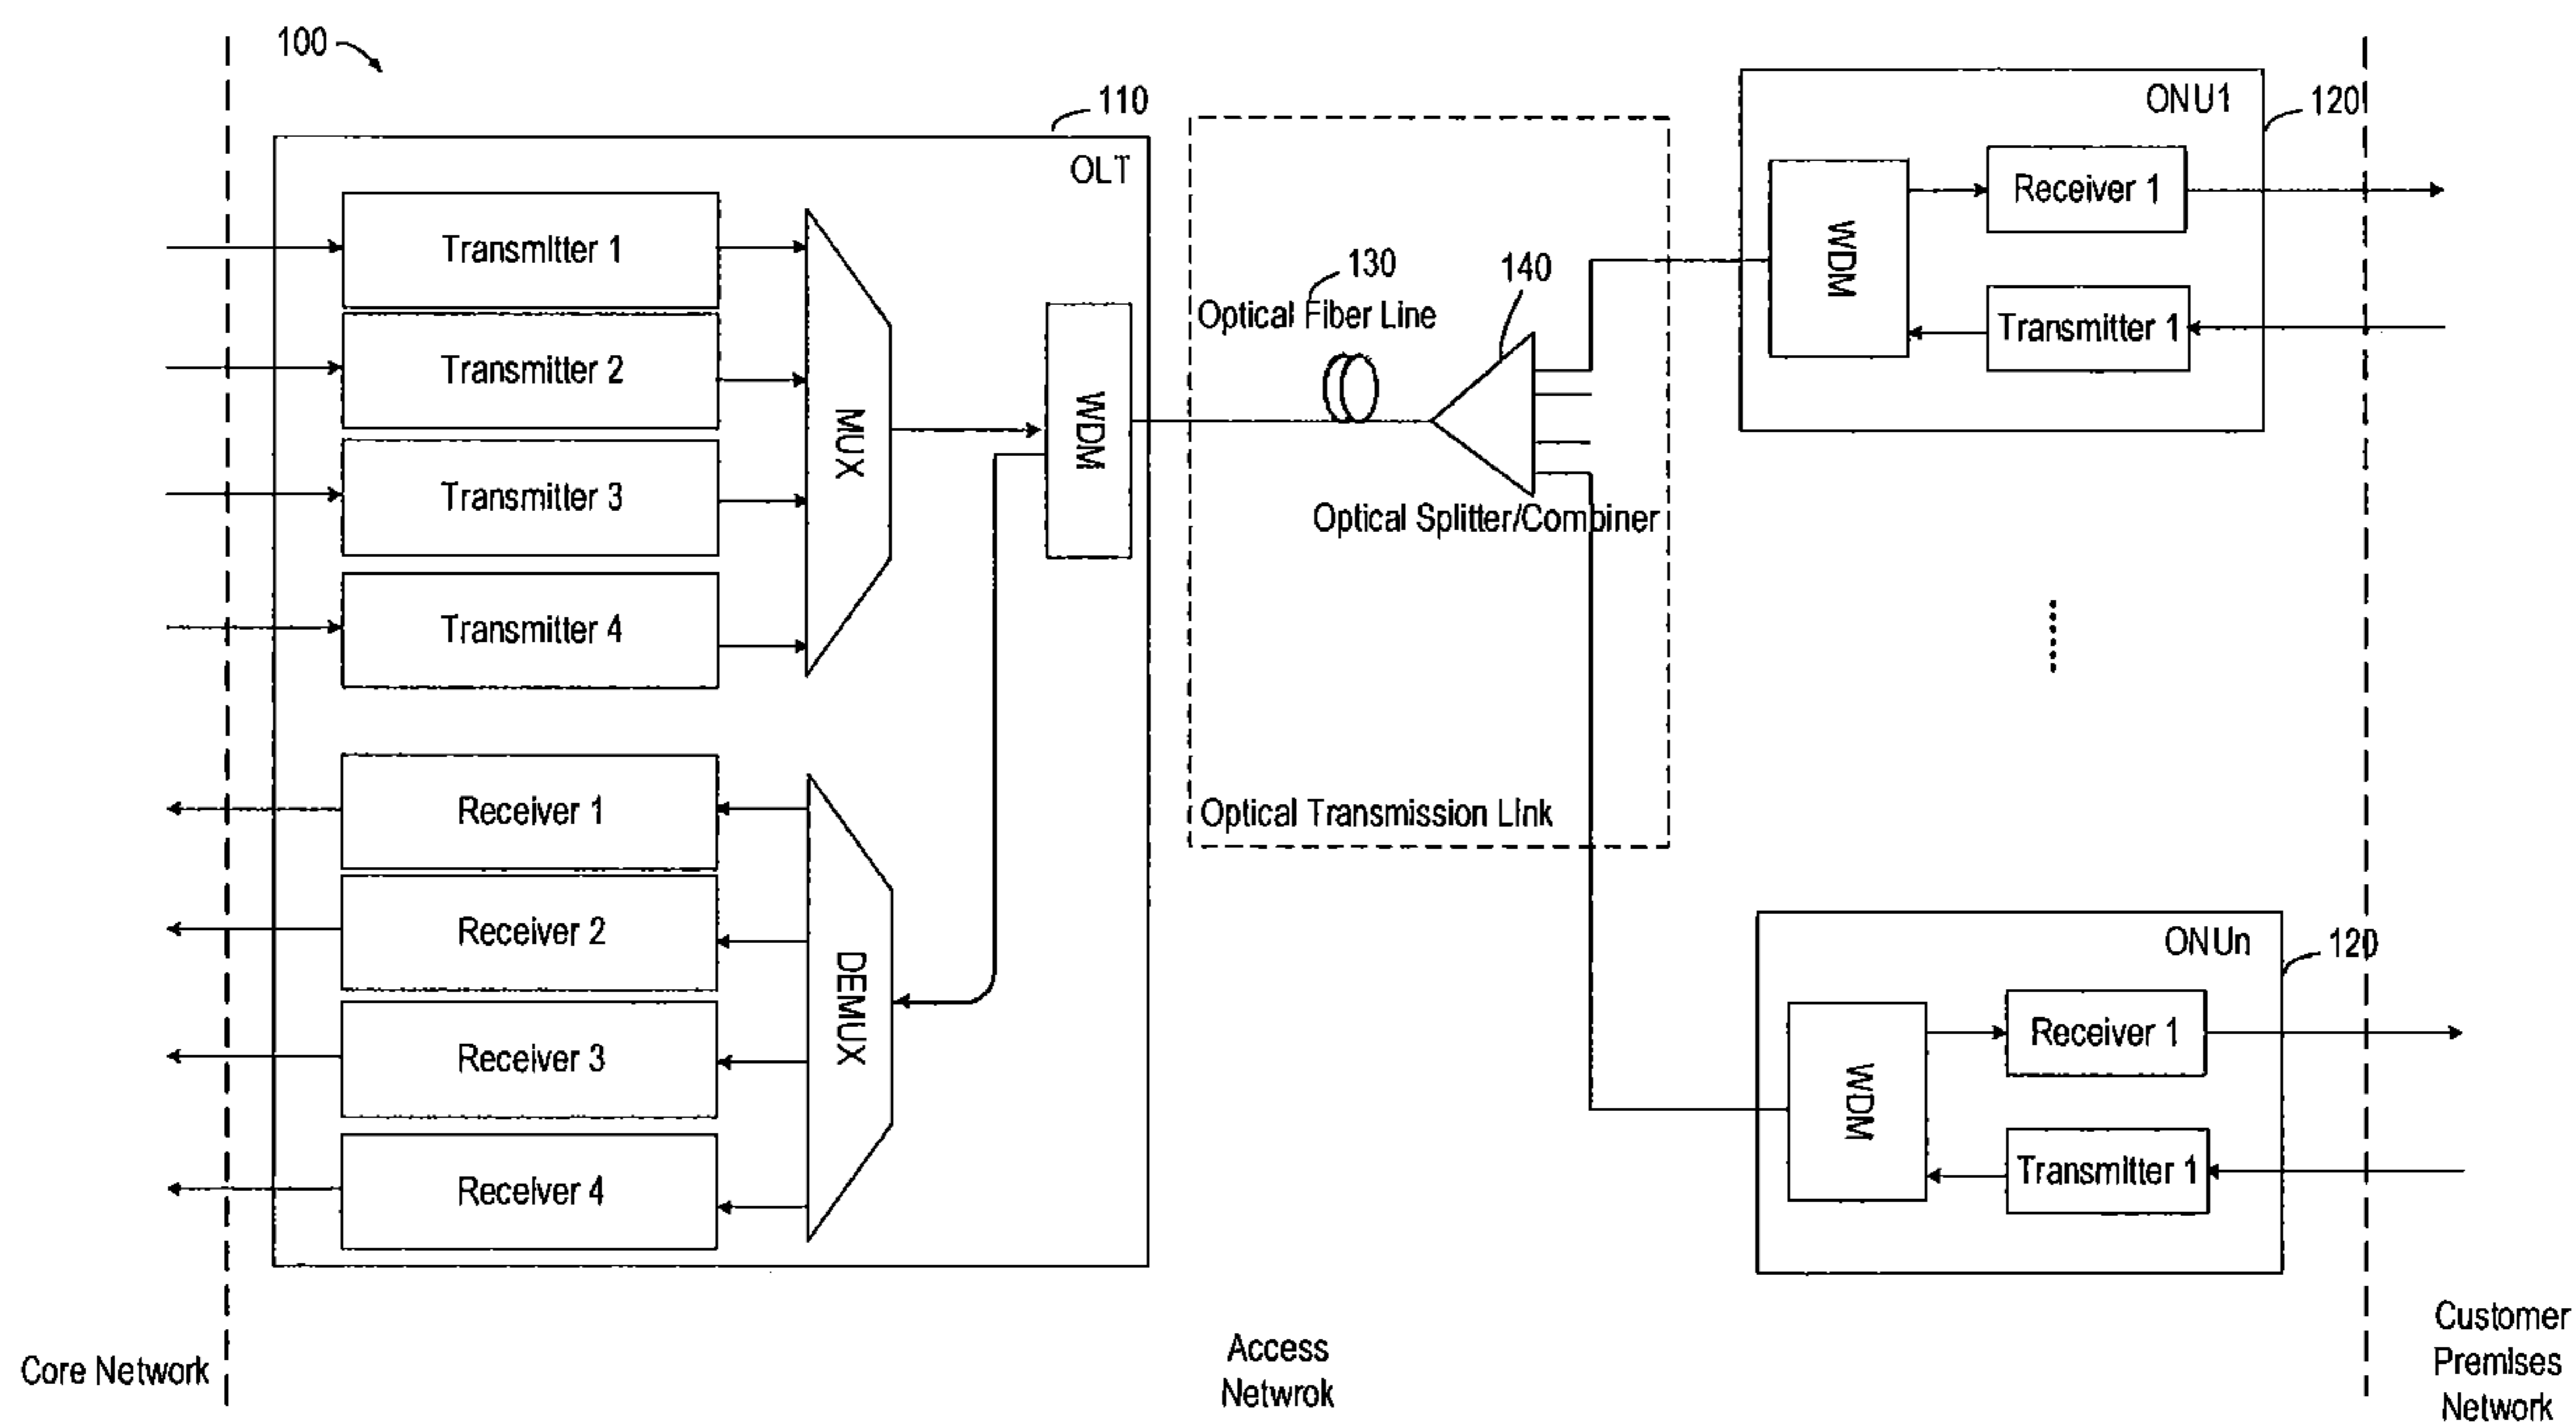 100
110
OLT
Transmitter 1
Transmitter 2
Transmitter 3
Transmitter 4
MUX
WDM
Receiver 1
Receiver 2
Receiver 3
Receiver 4
DEMUX
130
Optical Fiber Line
140
Optical Splitter/Combiner
Optical Transmission Link
ONU1
120
WDM
Receiver 1
Transmitter 1
ONUn
120
WDM
Receiver 1
Transmitter 1
Core Network
Access
Netwrok
Customer
Premises
Network